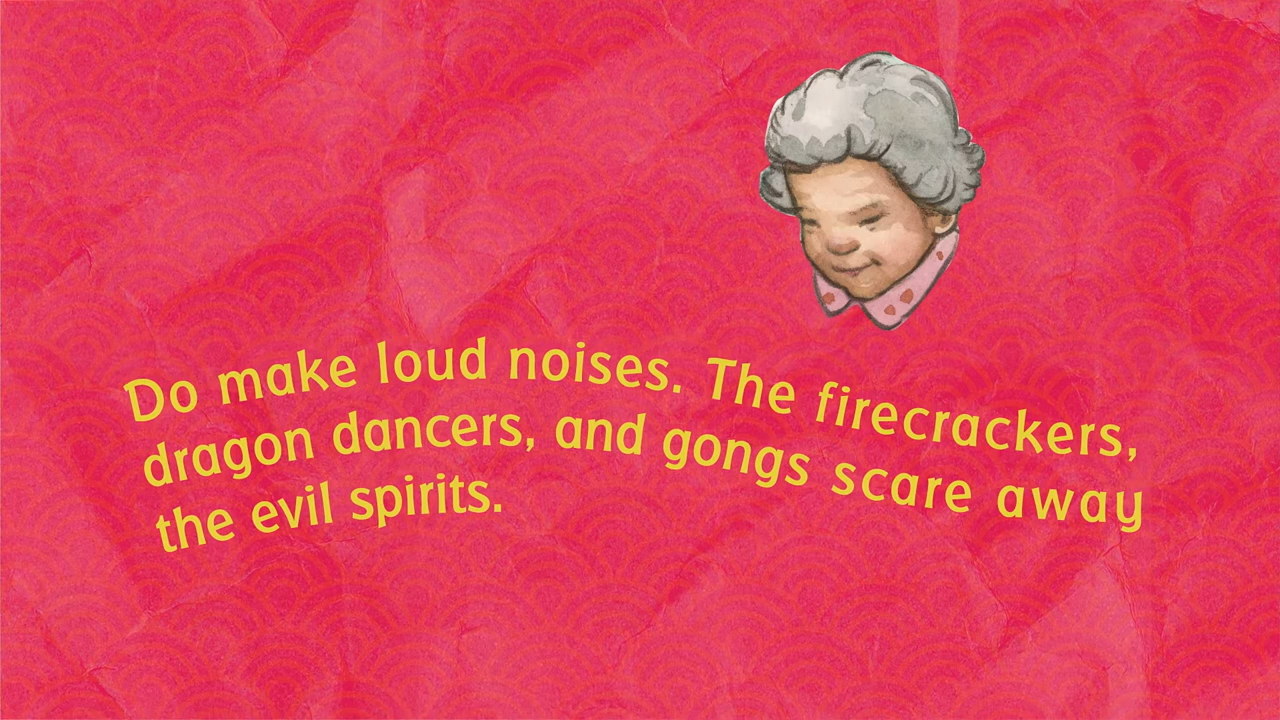 Do make loud noises. The firecrackers,
dragon dancers, and gongs scare away
the evil spirits.